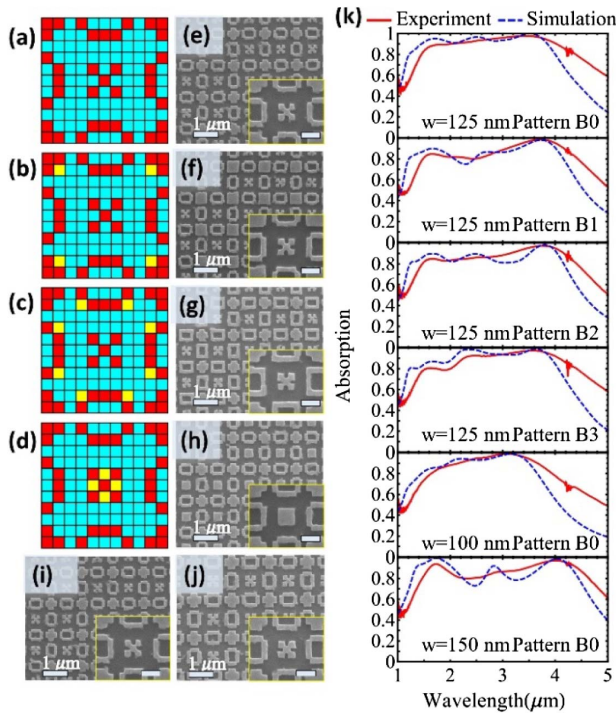 (a)
(e)
1 μm
(b)
(f)
1 μm
(c)
(g)
1 μm
(d)
(h)
1 μm
(i)
1 μm
(j)
1 μm
(k)
Experiment
Simulation
1
0.8
0.6
0.4
0.2
w=125 nm Pattern B0
0
0.8
0.6
0.4
0.2
w=125 nm Pattern B1
0
0.8
0.6
0.4
0.2
w=125 nm Pattern B2
0
0.8
0.6
0.4
0.2
w=125 nm Pattern B3
0
0.8
0.6
0.4
0.2
w=100 nm Pattern B0
0
0.8
0.6
0.4
0.2
w=150 nm Pattern B0
0
Absorption
1 2 3 4 5
Wavelength(μm)